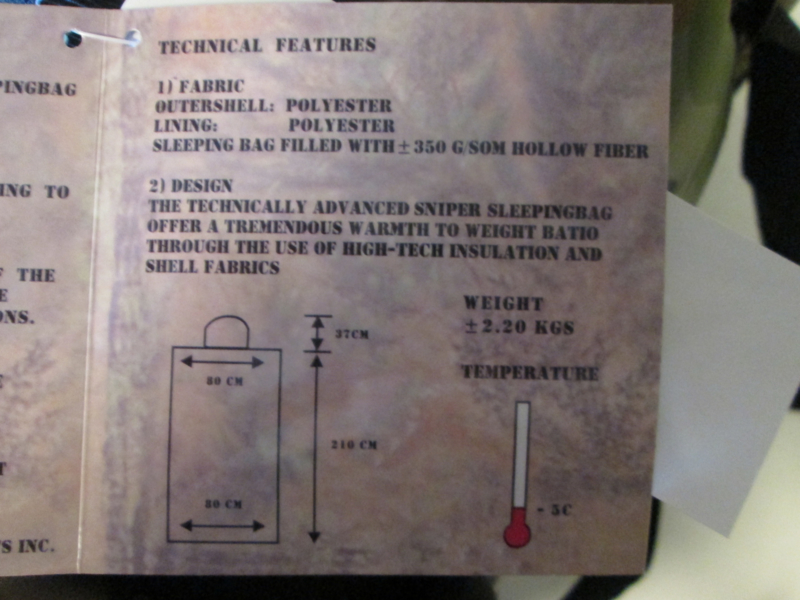 PINGBAG
ING TO
F THE
E
ONS.
E
T
S INC.
TECHNICAL FEATURES
1) FABRIC
OUTERSHELL: POLYESTER
LINING: POLYESTER
SLEEPING BAG FILLED WITH ± 350 G/SOM HOLLOW FIBER
2) DESIGN
THE TECHNICALLY ADVANCED SNIPER SLEEPINGBAG
OFFER A TREMENDOUS WARMTH TO WEIGHT BATIO
THROUGH THE USE OF HIGH-TECH INSULATION AND
SHELL FABRICS
37CM
80 CM
210 CM
80 CM
WEIGHT
±2.20 KGS
TEMPERATURE
- 5C